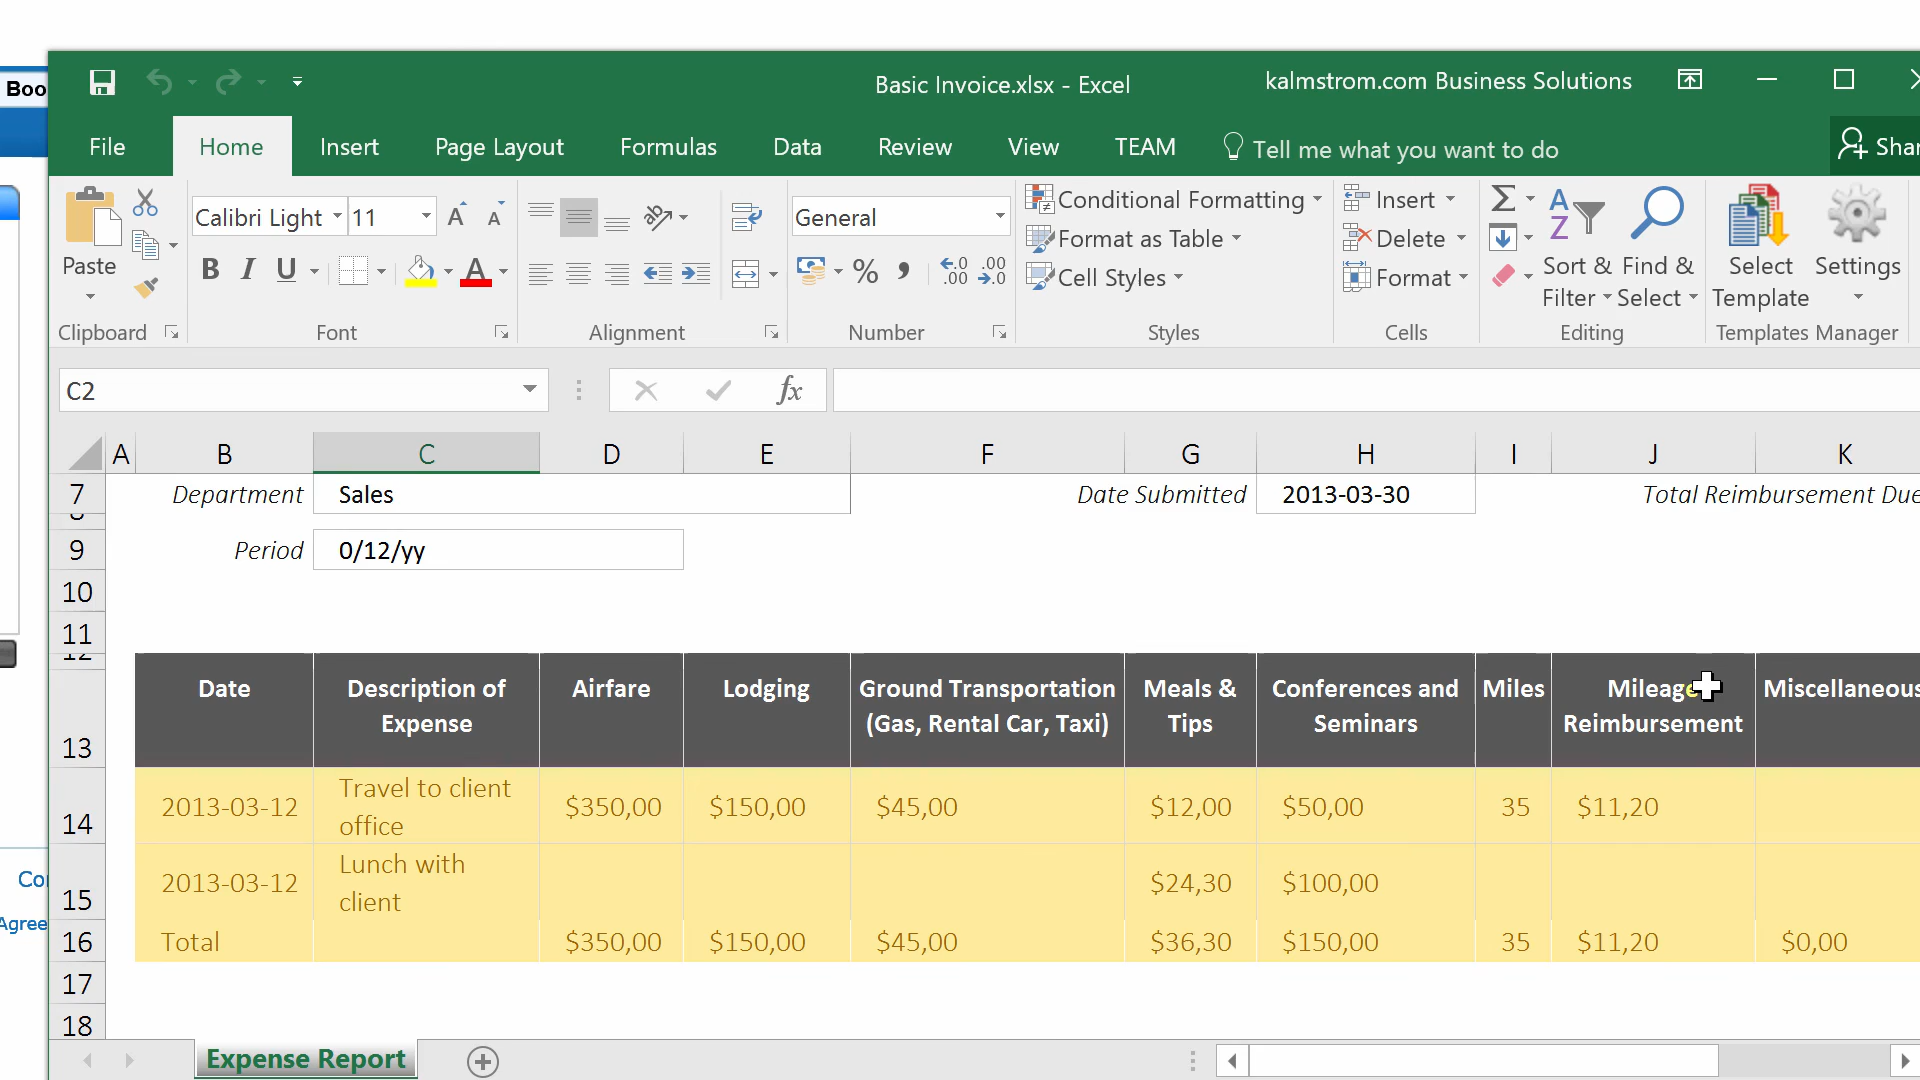 Basic Invoice.xlsx - Excel
kalmstrom.com Business Solutions
Boo
File Home Insert Page Layout Formulas Data Review View TEAM Tell me what you want to do Shar
Calibri Light 11 General
Conditional Formatting Insert
Format as Table Delete
Cell Styles Format
Paste
B I U A
Sort & Filter
Find & Select
Select Template
Settings
Clipboard Font Alignment Number Styles Cells Editing Templates Manager
C2 fx
A B C D E F G H I J K
7 Department Sales Date Submitted 2013-03-30 Total Reimbursement Due
9 Period 0/12/yy
10
11
12
Date Description of Airfare Lodging Ground Transportation Meals & Conferences and Miles Mileage Miscellaneous
13 Expense (Gas, Rental Car, Taxi) Tips Seminars Reimbursement
14 2013-03-12 Travel to client office $350,00 $150,00 $45,00 $12,00 $50,00 35 $11,20
15 2013-03-12 Lunch with client $24,30 $100,00
16 Total $350,00 $150,00 $45,00 $36,30 $150,00 35 $11,20 $0,00
17
18
Cor
Agree
Expense Report